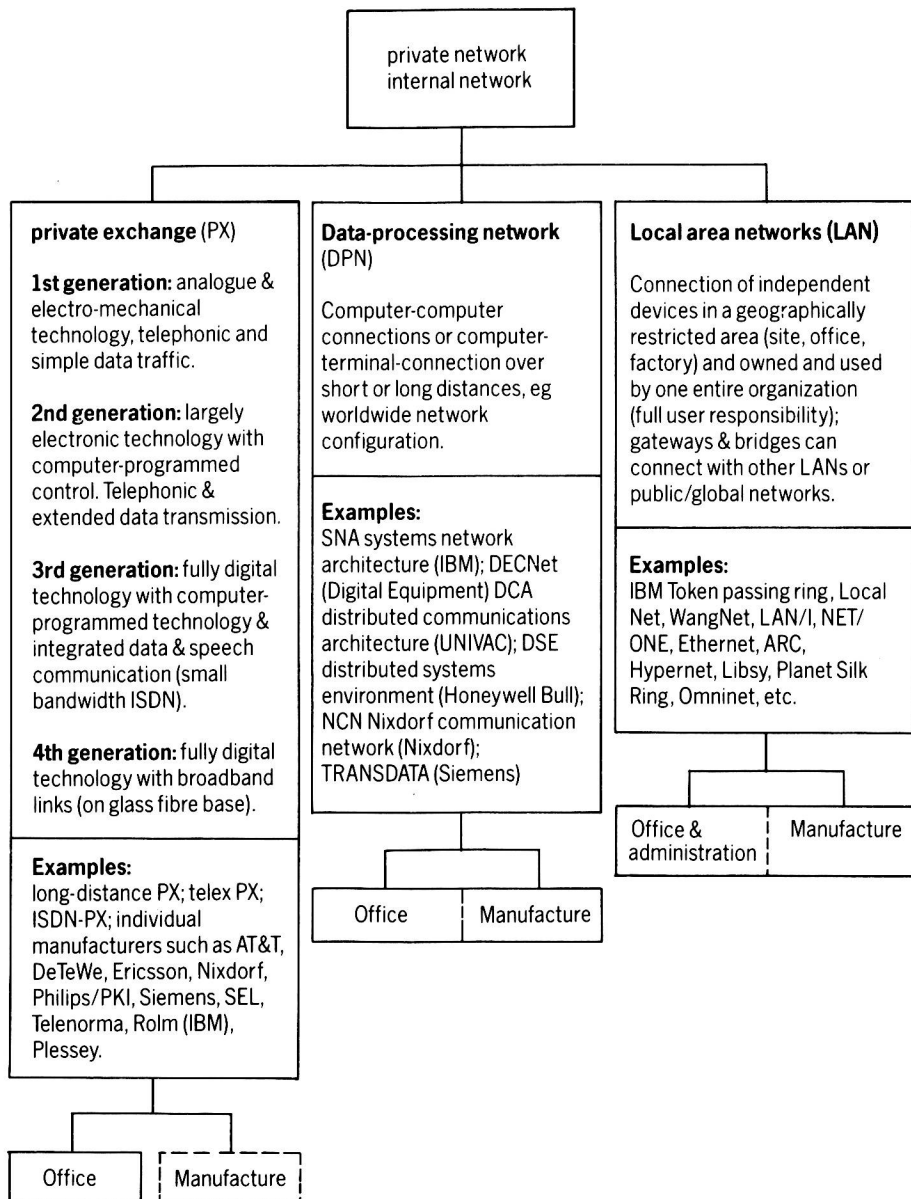 private network
internal network
private exchange (PX)
1st generation: analogue &
electro-mechanical
technology, telephonic and
simple data traffic.
2nd generation: largely
electronic technology with
computer-programmed
control. Telephonic &
extended data transmission.
3rd generation: fully digital
technology with computer-
programmed technology &
integrated data & speech
communication (small
bandwidth ISDN).
4th generation: fully digital
technology with broadband
links (on glass fibre base).
Examples:
long-distance PX; telex PX;
ISDN-PX; individual
manufacturers such as AT&T,
DeTeWe, Ericsson, Nixdorf,
Philips/PKI, Siemens, SEL,
Telenorma, Rolm (IBM),
Plessey.
Office
Manufacture
Data-processing network
(DPN)
Computer-computer
connections or computer-
terminal-connection over
short or long distances, eg
worldwide network
configuration.
Examples:
SNA systems network
architecture (IBM); DECNet
(Digital Equipment) DCA
distributed communications
architecture (UNIVAC); DSE
distributed systems
environment (Honeywell Bull);
NCN Nixdorf communication
network (Nixdorf);
TRANSDATA (Siemens)
Office
Manufacture
Local area networks (LAN)
Connection of independent
devices in a geographically
restricted area (site, office,
factory) and owned and used
by one entire organization
(full user responsibility);
gateways & bridges can
connect with other LANs or
public/global networks.
Examples:
IBM Token passing ring, Local
Net, WangNet, LAN/I, NET/
ONE, Ethernet, ARC,
Hypernet, Libsy, Planet Silk
Ring, Omninet, etc.
Office &
administration
Manufacture